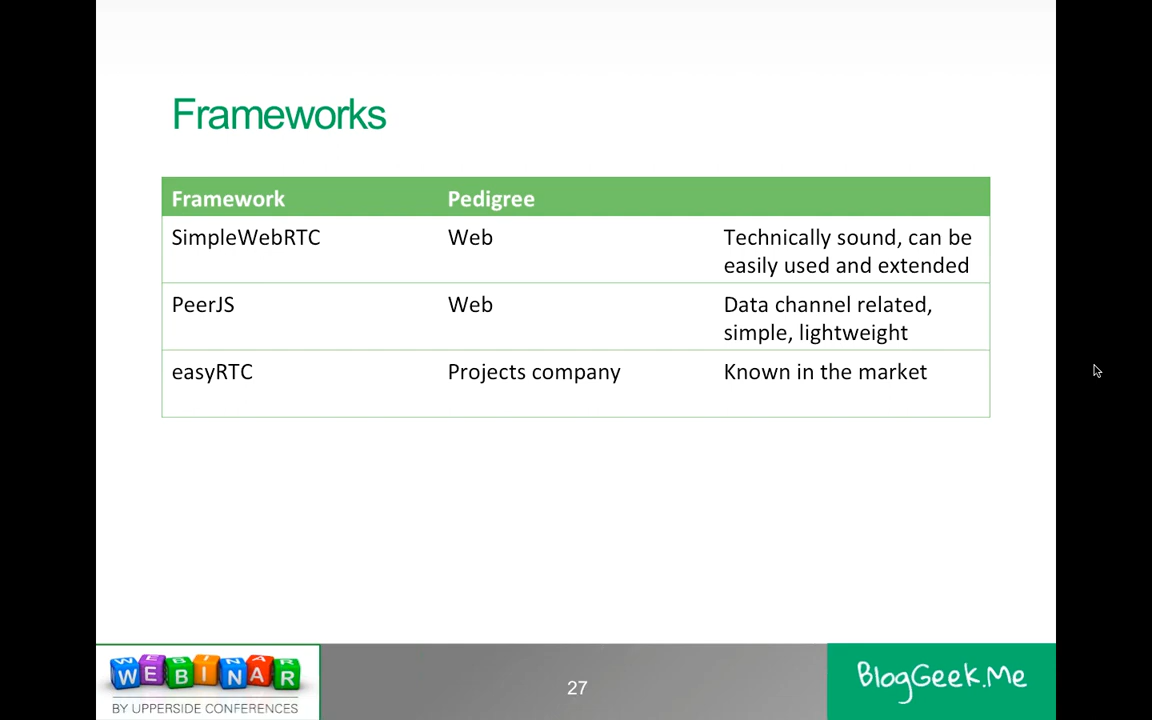 Frameworks
Framework Pedigree
SimpleWebRTC Web Technically sound, can be
easily used and extended
PeerJS Web Data channel related,
simple, lightweight
easyRTC Projects company Known in the market
WEBINAR
BY UPPERSIDE CONFERENCES
27
BlogGeek.Me